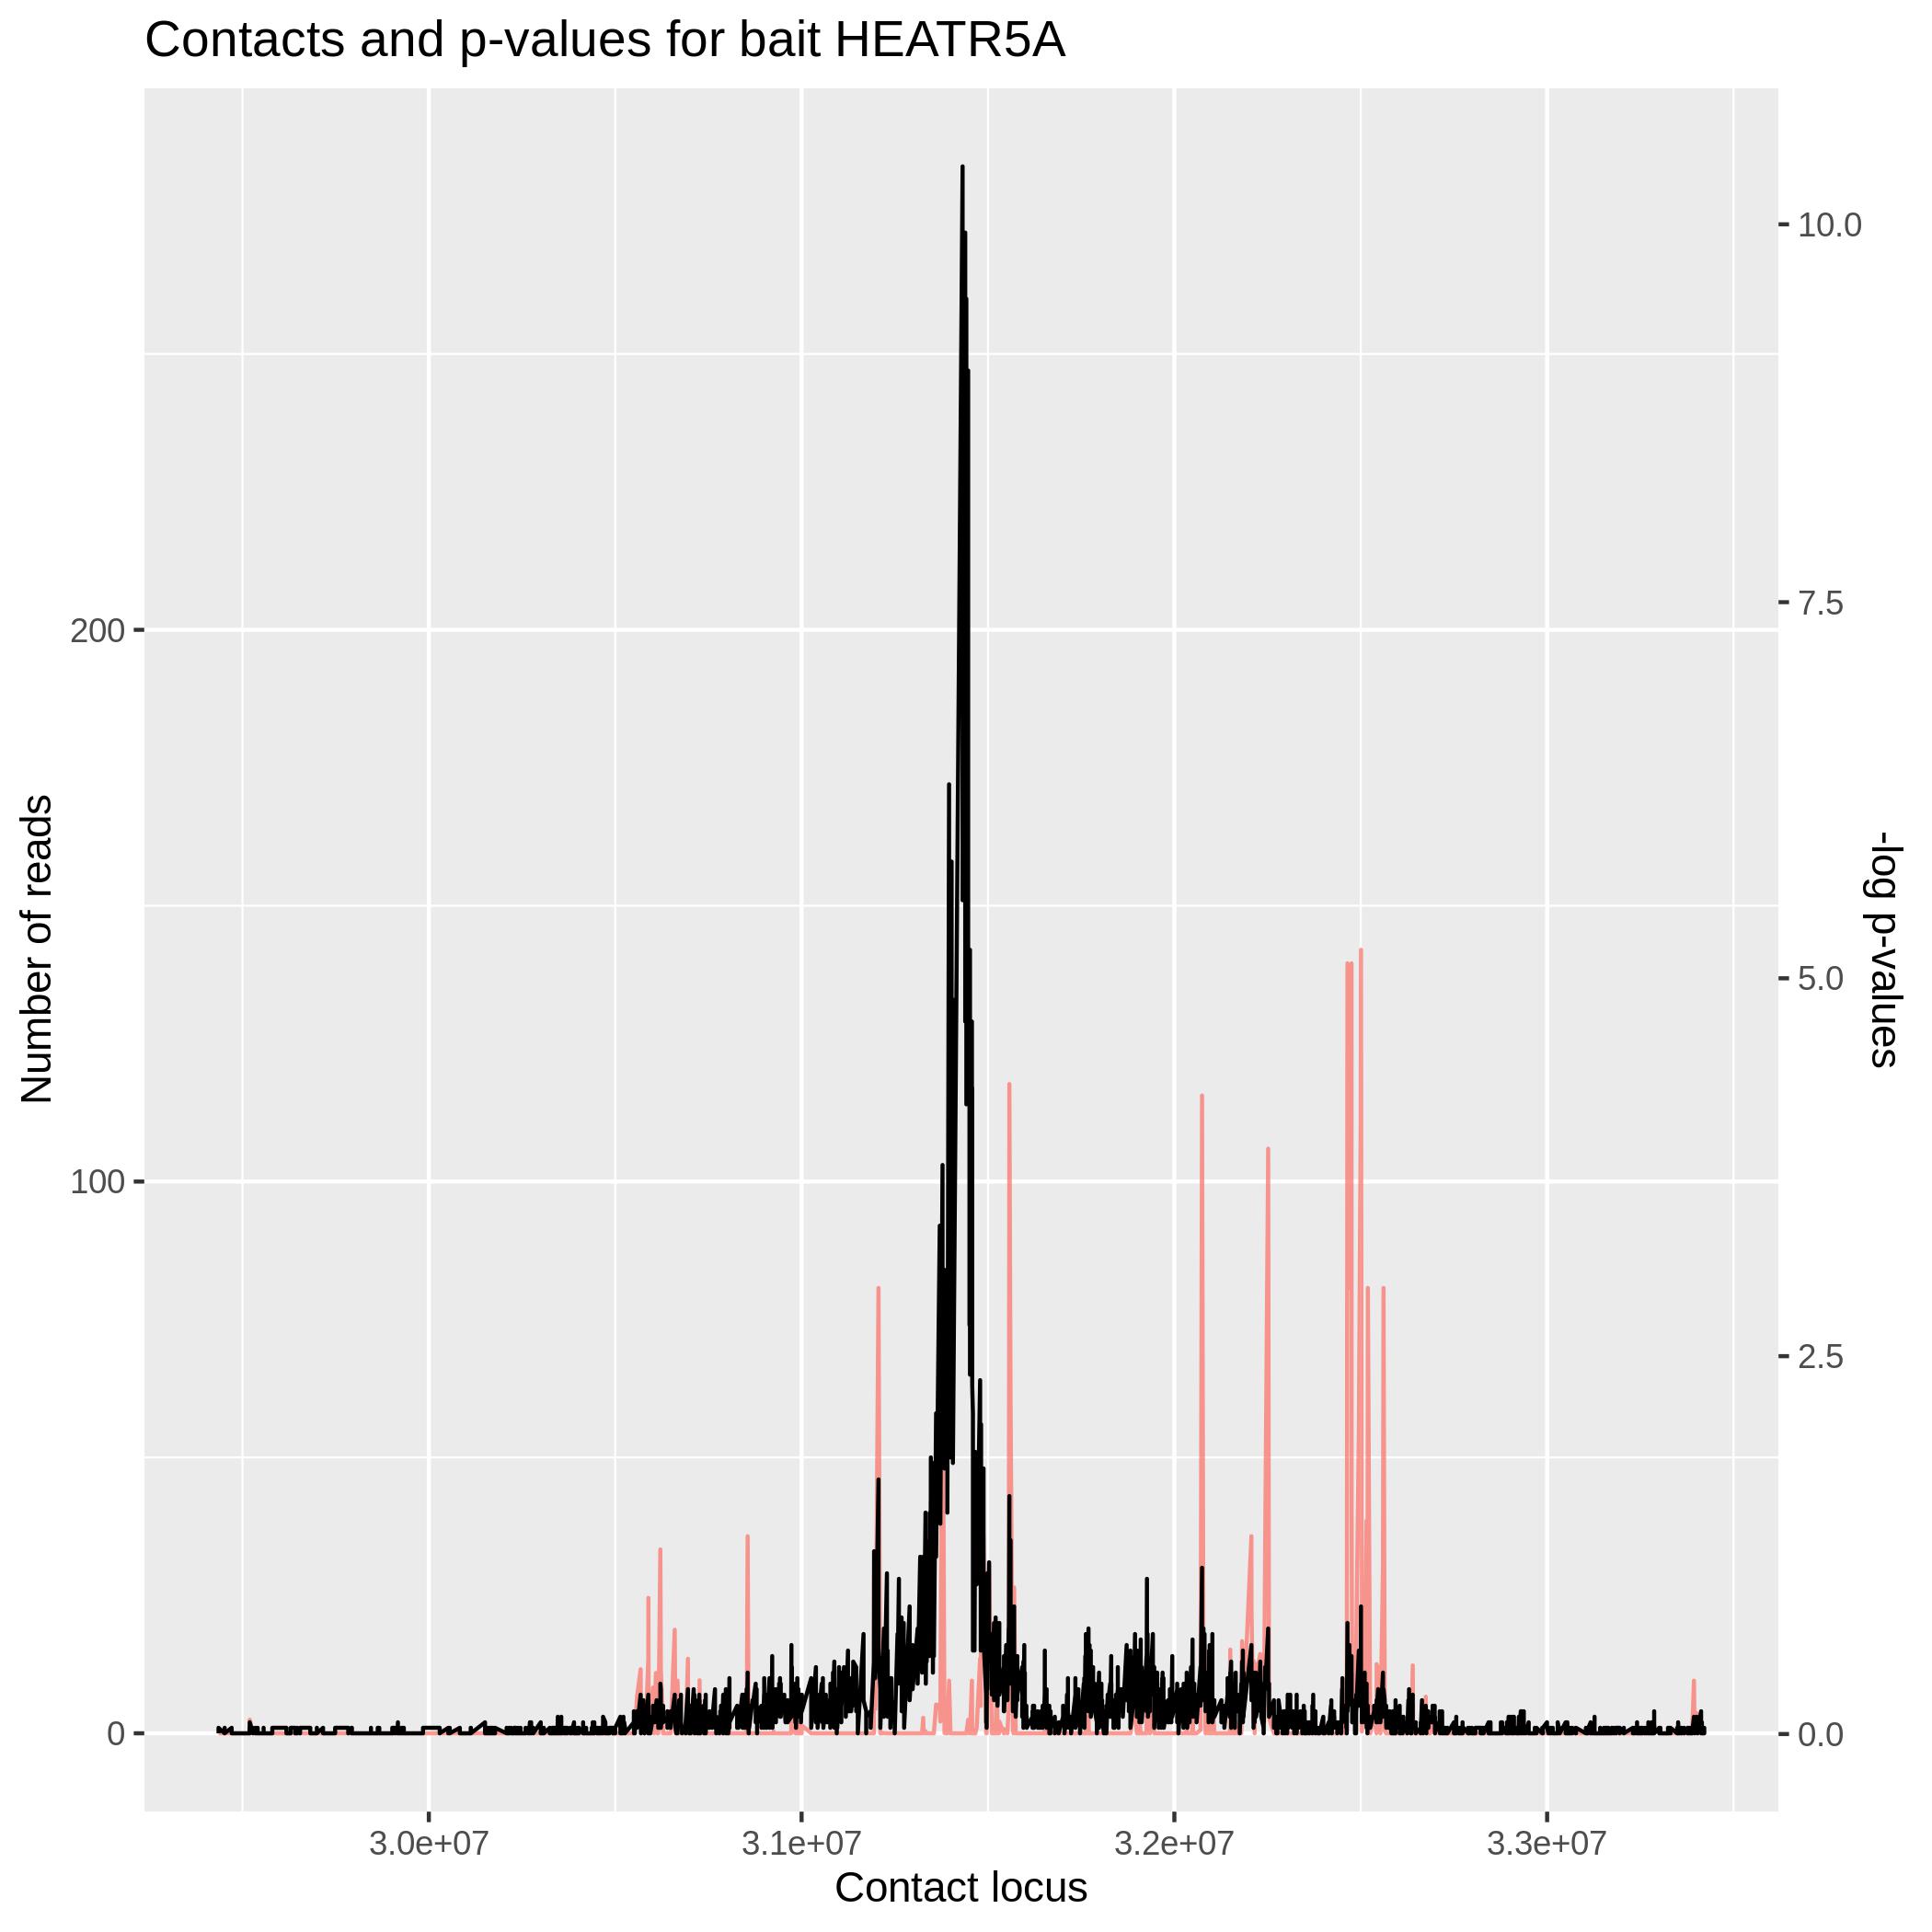 Contacts and p-values for bait HEATR5A
Number of reads
200
100
0
10.0
7.5
5.0
2.5
0.0
-log p-values
3.0e+07
3.1e+07
3.2e+07
3.3e+07
Contact locus